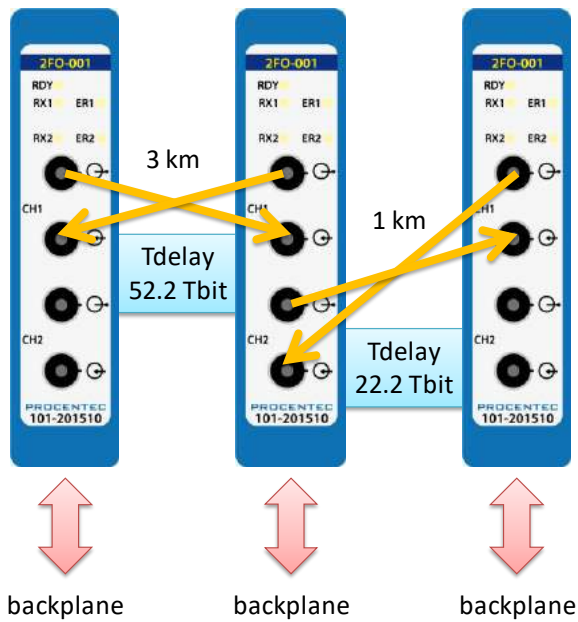 2FO-001
RDY
RX1 ER1
RX2 ER2
CH1
CH2
PROCENTEC
101-201510
3 km
Tdelay
52.2 Tbit
2FO-001
RDY
RX1 ER1
RX2 ER2
CH1
CH2
PROCENTEC
101-201510
1 km
Tdelay
22.2 Tbit
2FO-001
RDY
RX1 ER1
RX2 ER2
CH1
CH2
PROCENTEC
101-201510
backplane
backplane
backplane